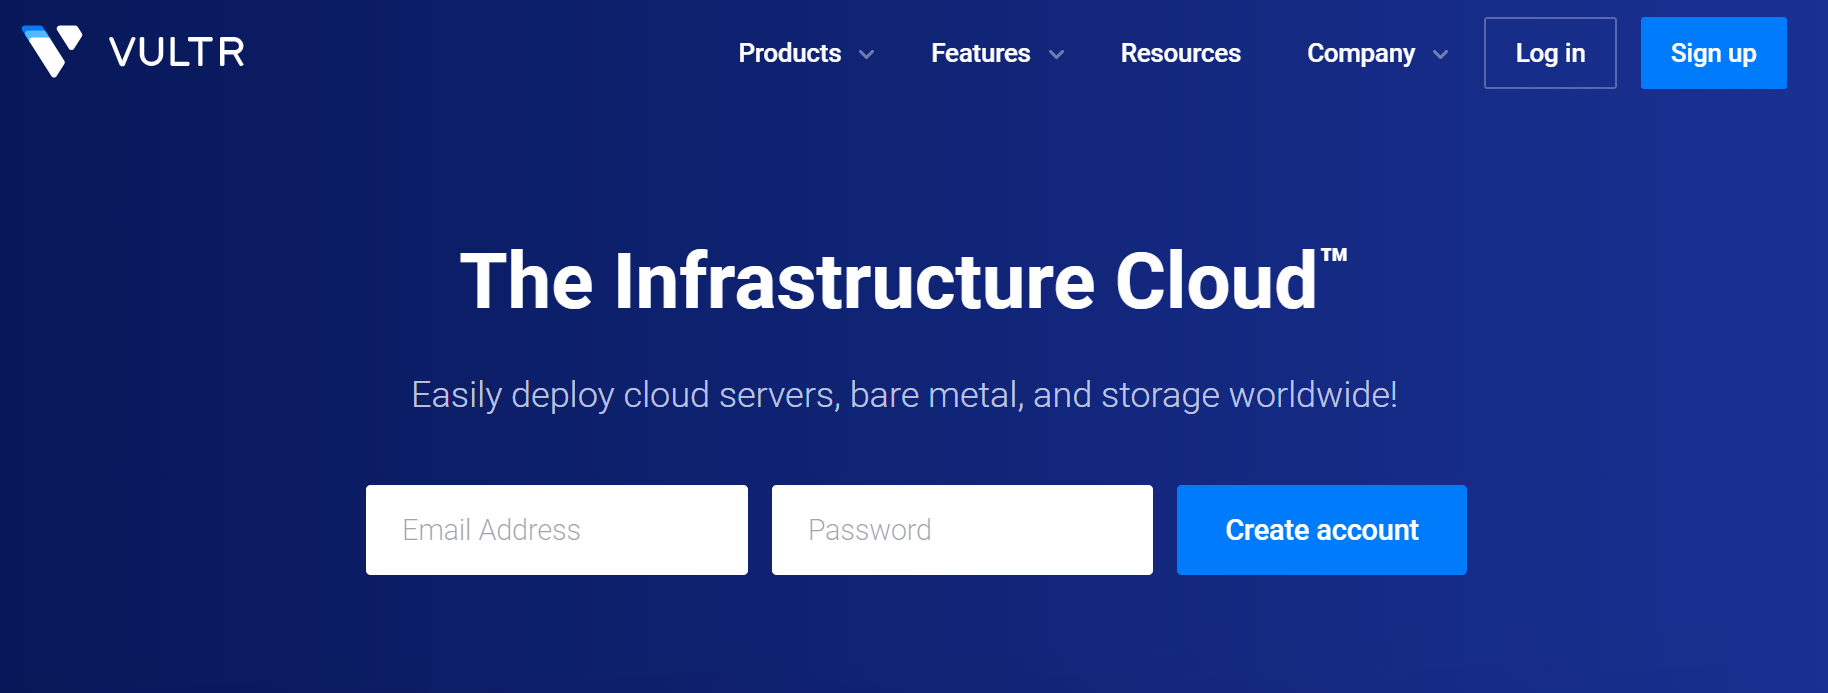 VULTR
Products Features Resources Company Log in Sign up
The Infrastructure Cloud™
Easily deploy cloud servers, bare metal, and storage worldwide!
Email Address Password Create account